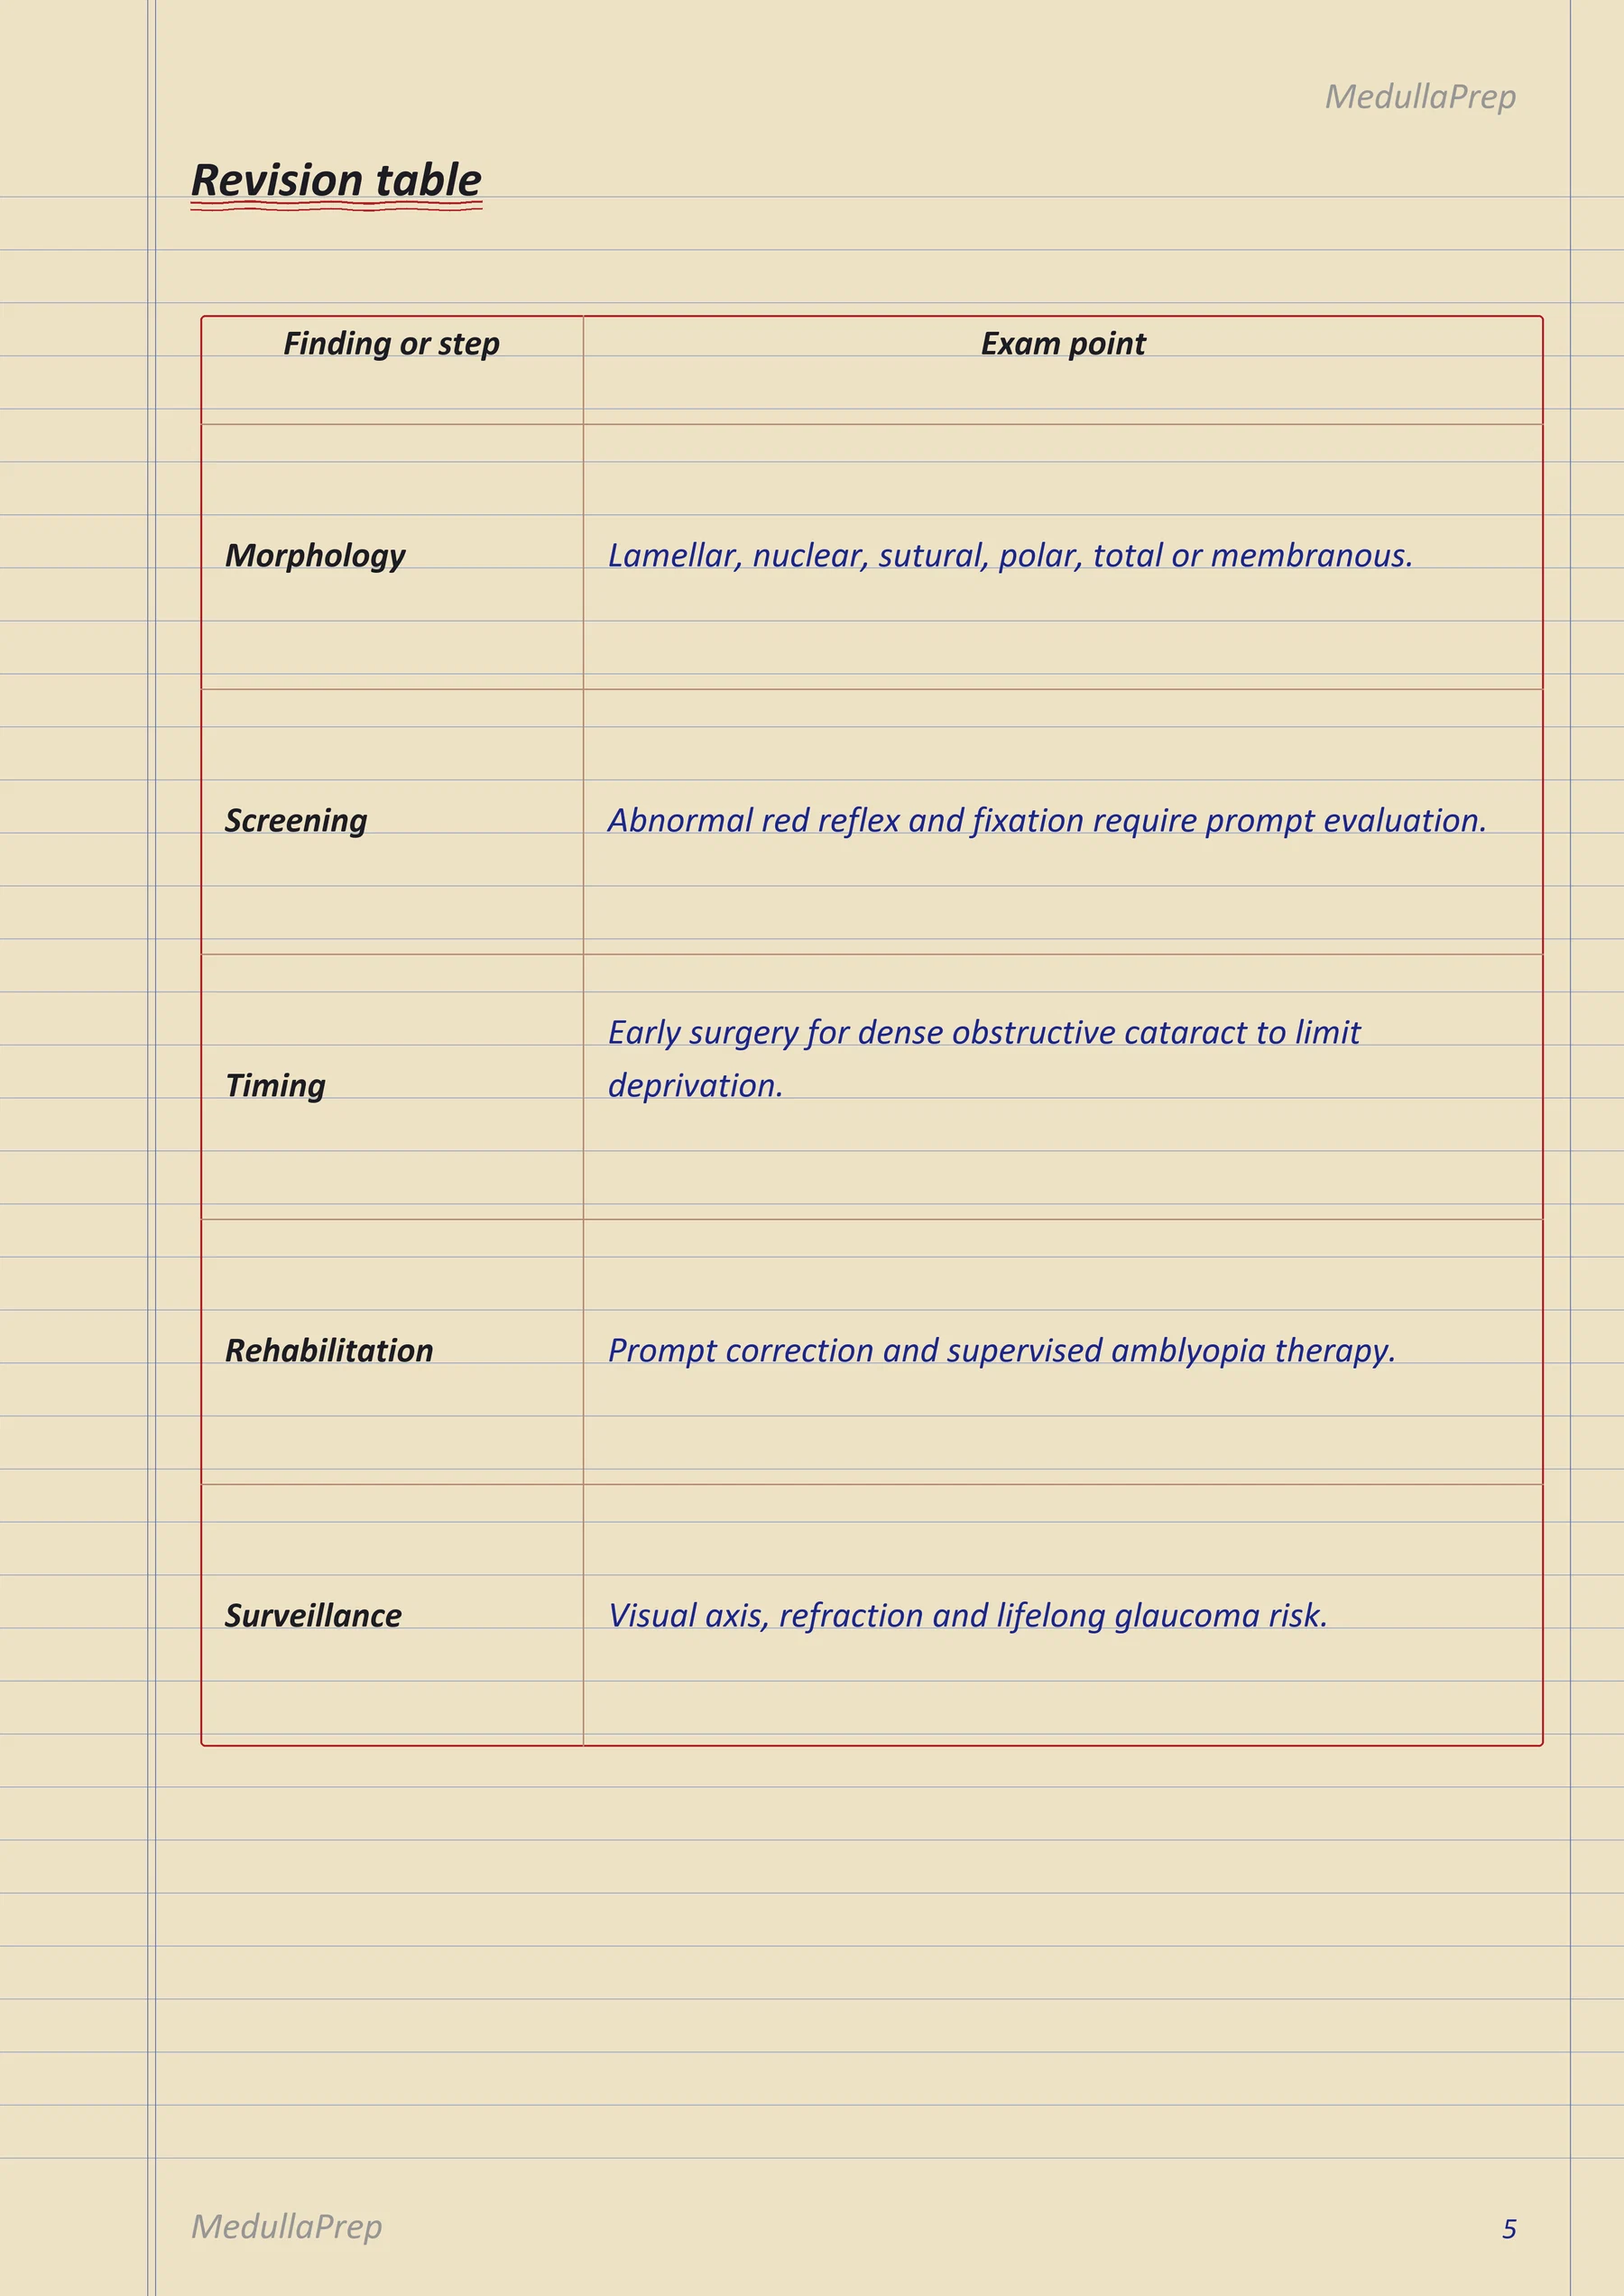 MedullaPrep
Revision table
Finding or step
Exam point
Morphology
Lamellar, nuclear, sutural, polar, total or membranous.
Screening
Abnormal red reflex and fixation require prompt evaluation.
Timing
Early surgery for dense obstructive cataract to limit
deprivation.
Rehabilitation
Prompt correction and supervised amblyopia therapy.
Surveillance
Visual axis, refraction and lifelong glaucoma risk.
MedullaPrep
5